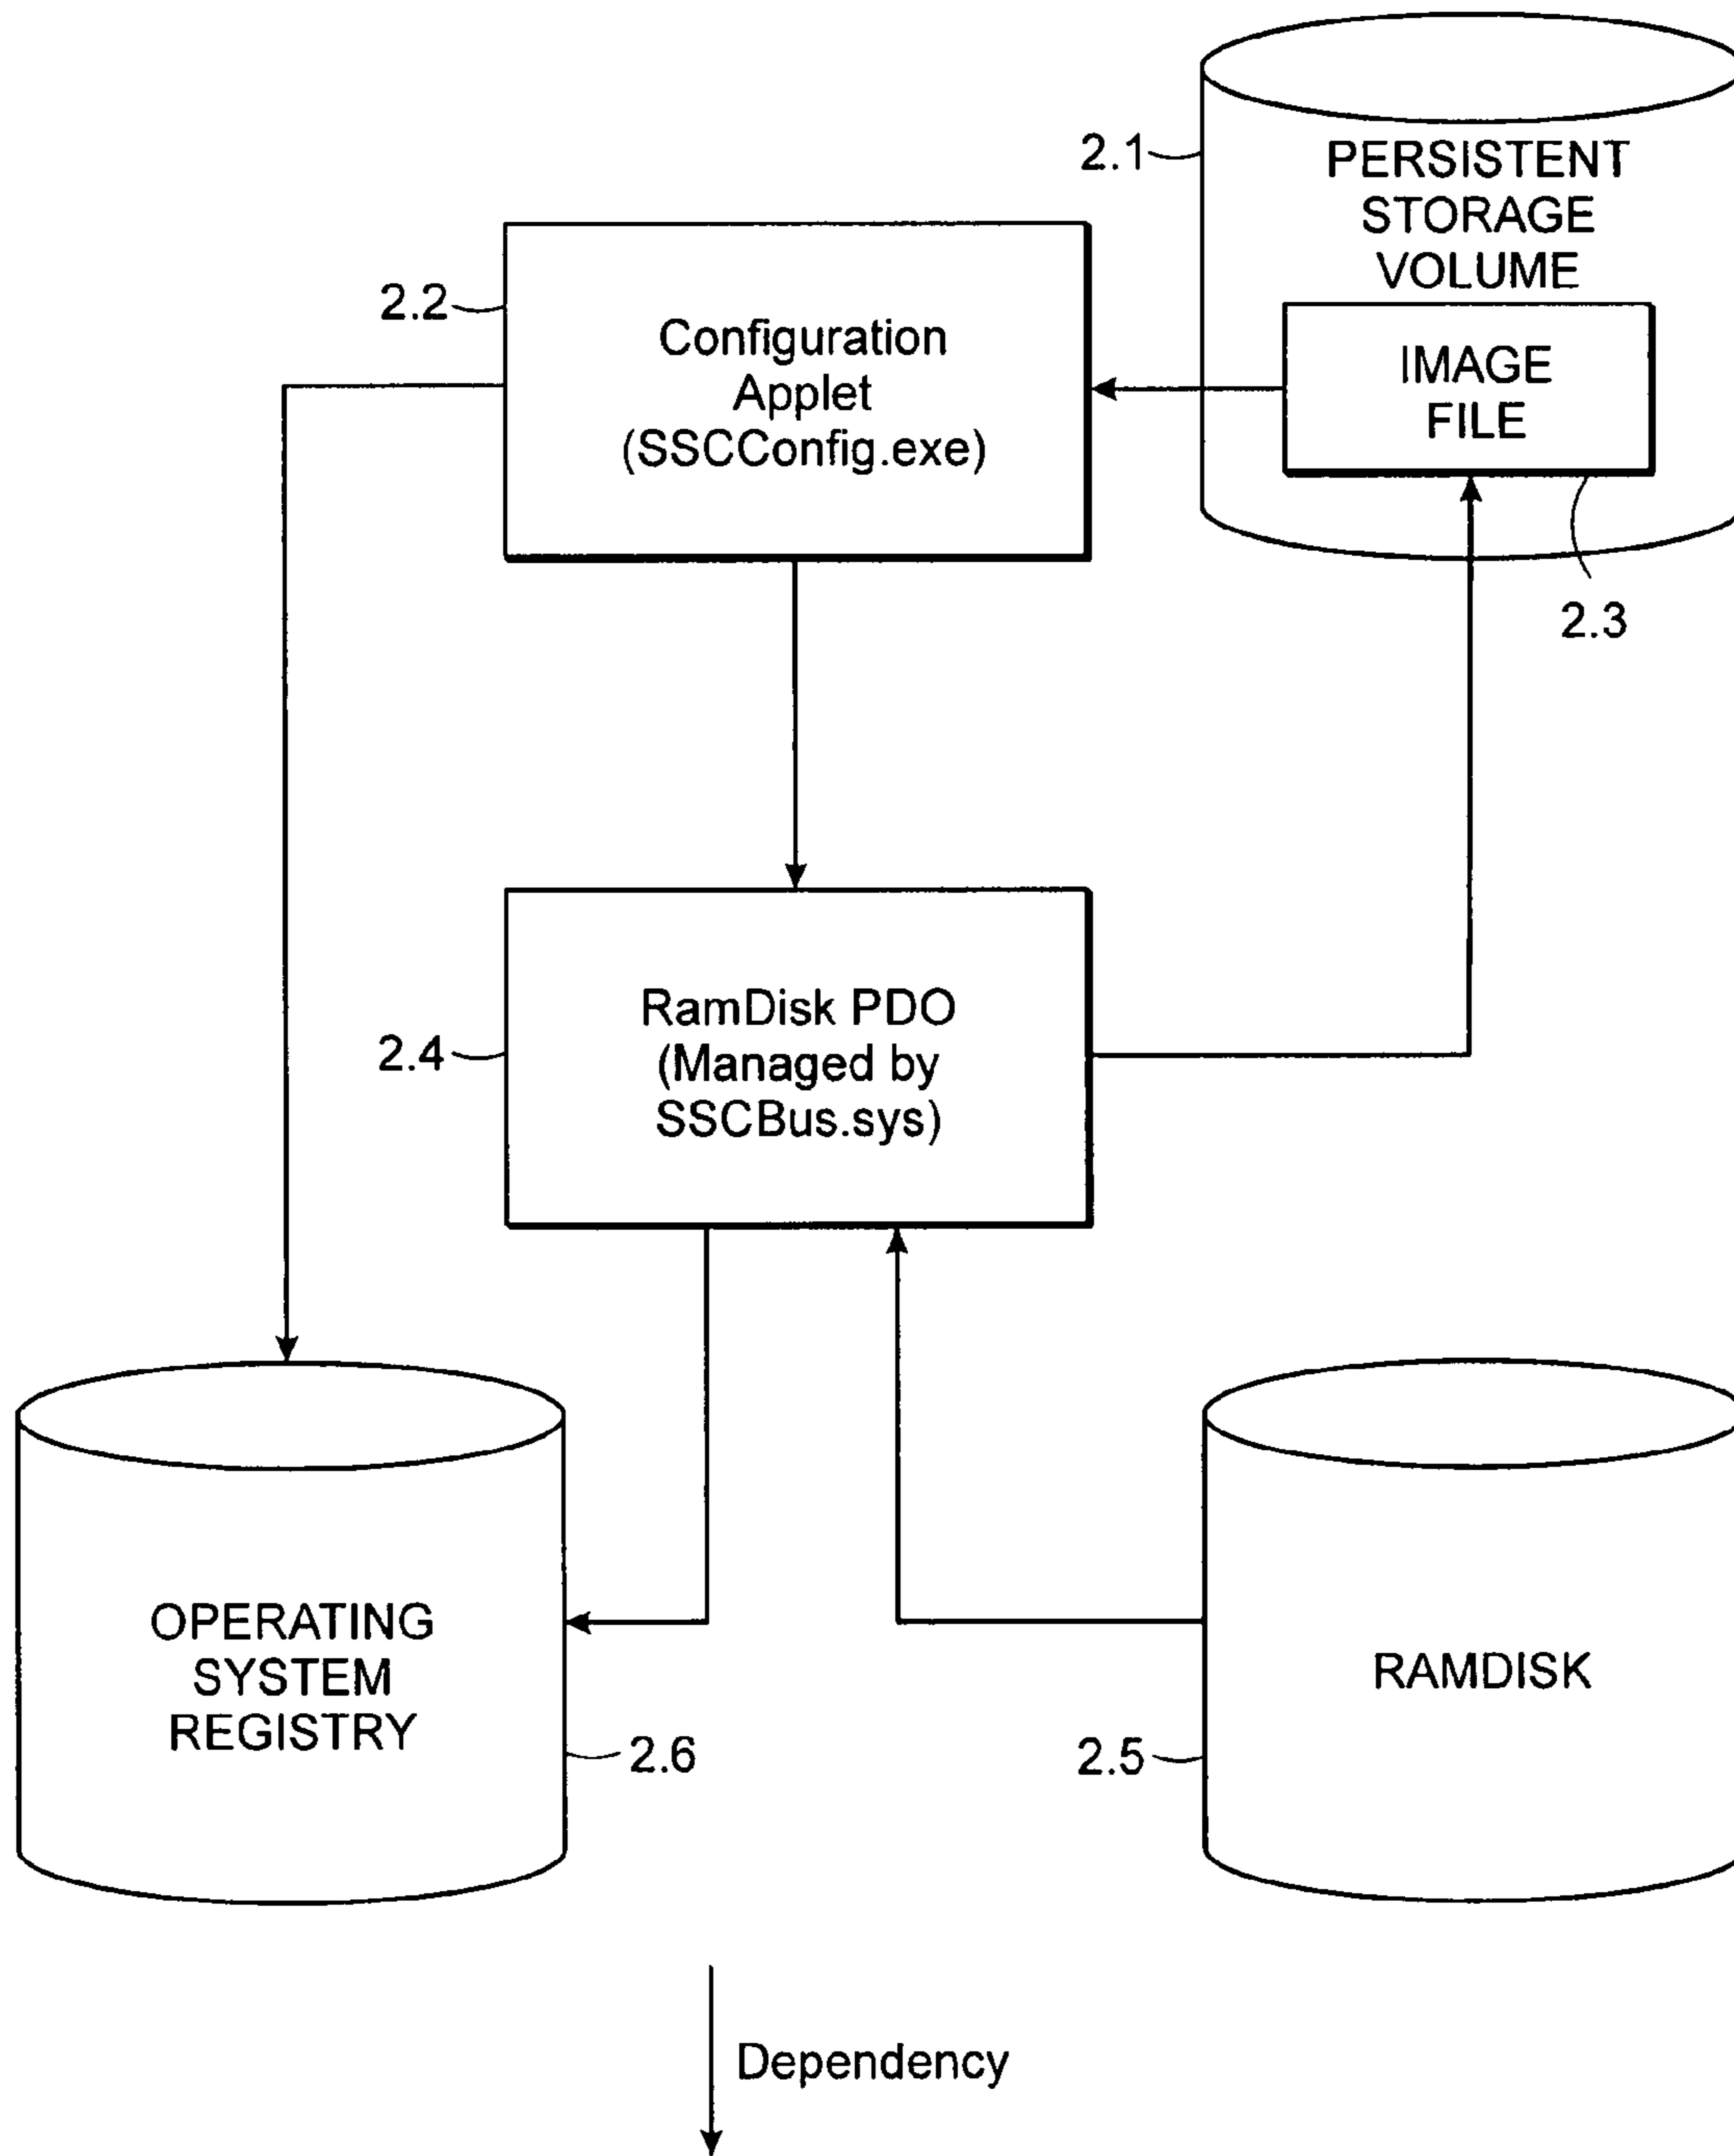 2.1
PERSISTENT
STORAGE
VOLUME
2.2
Configuration
Applet
(SSCConfig.exe)
IMAGE
FILE
2.3
2.4
RamDisk PDO
(Managed by
SSCBus.sys)
OPERATING
SYSTEM
REGISTRY
2.6
2.5
RAMDISK
Dependency